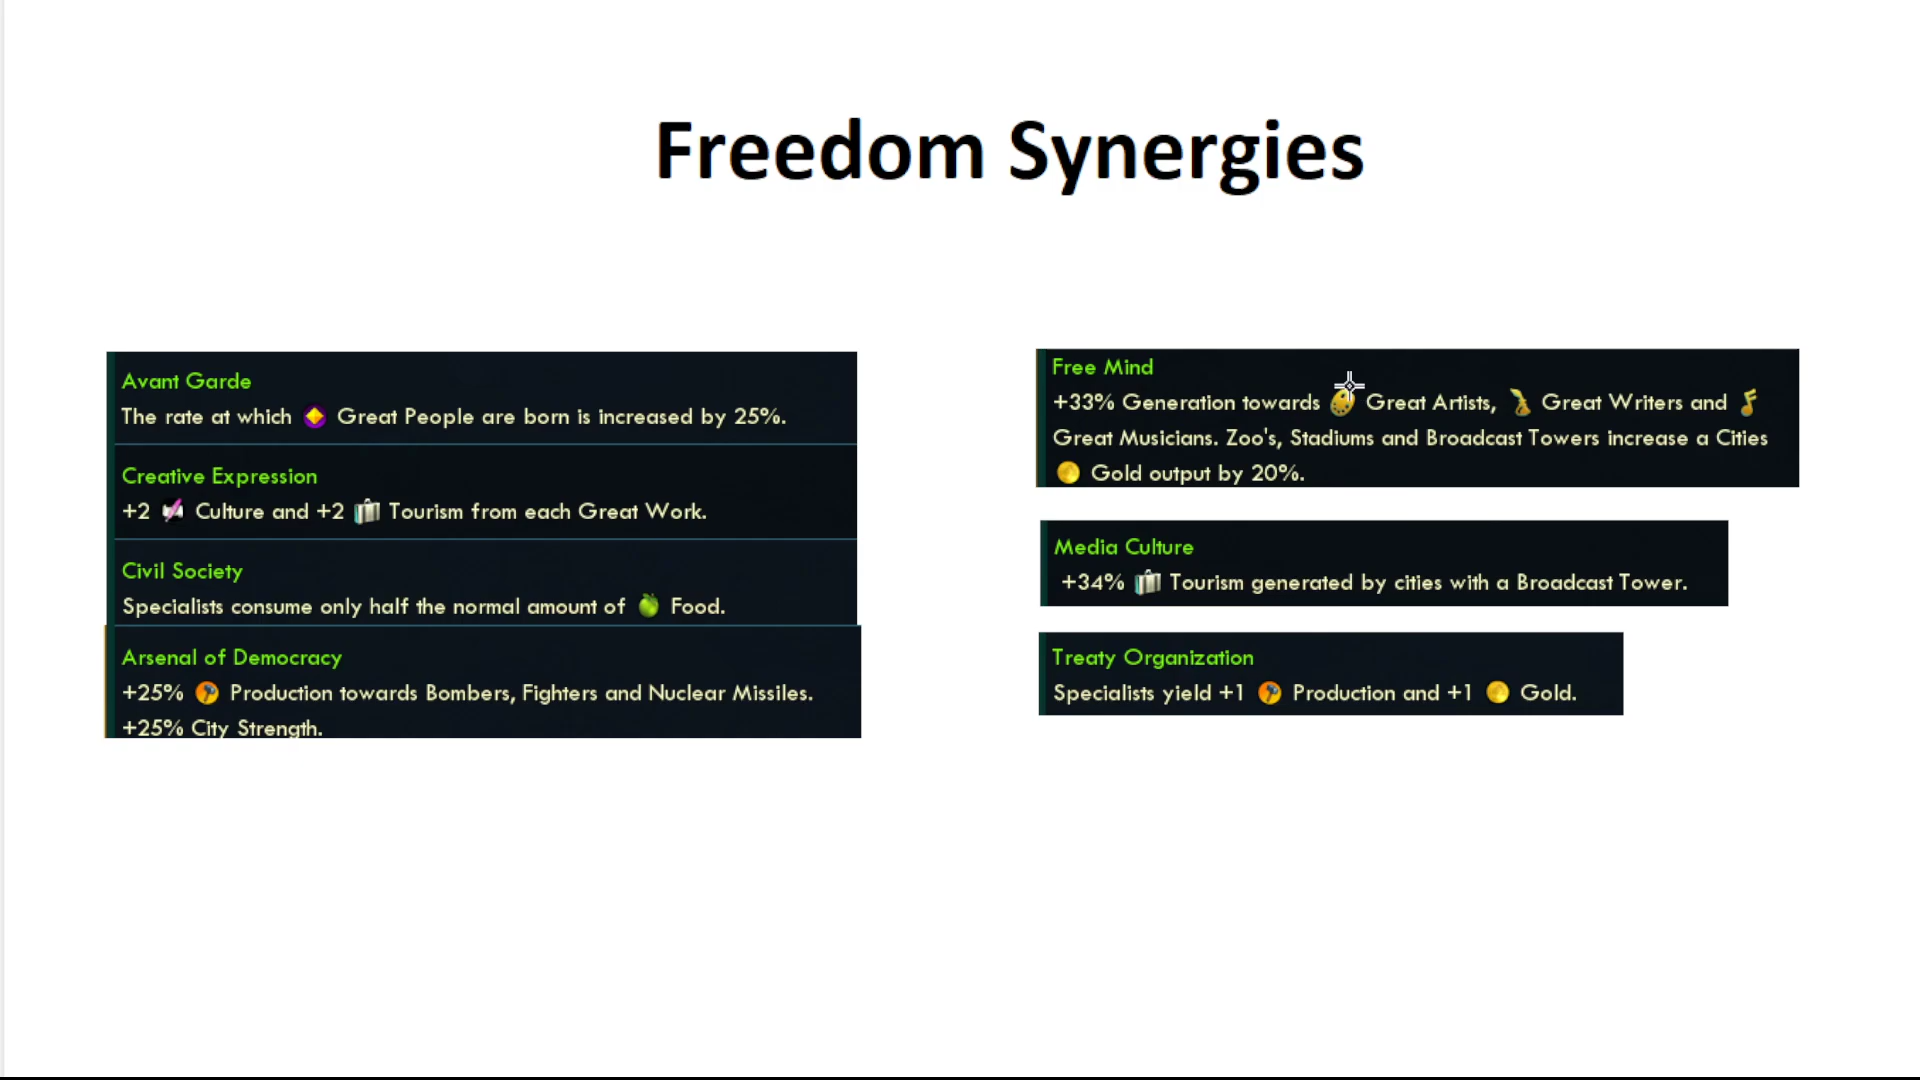 Freedom Synergies
Avant Garde
The rate at which Great People are born is increased by 25%.
Creative Expression
+2 Culture and +2 Tourism from each Great Work.
Civil Society
Specialists consume only half the normal amount of Food.
Arsenal of Democracy
+25% Production towards Bombers, Fighters and Nuclear Missiles.
+25% City Strength.
Free Mind
+33% Generation towards Great Artists, Great Writers and
Great Musicians. Zoo's, Stadiums and Broadcast Towers increase a Cities
Gold output by 20%.
Media Culture
+34% Tourism generated by cities with a Broadcast Tower.
Treaty Organization
Specialists yield +1 Production and +1 Gold.